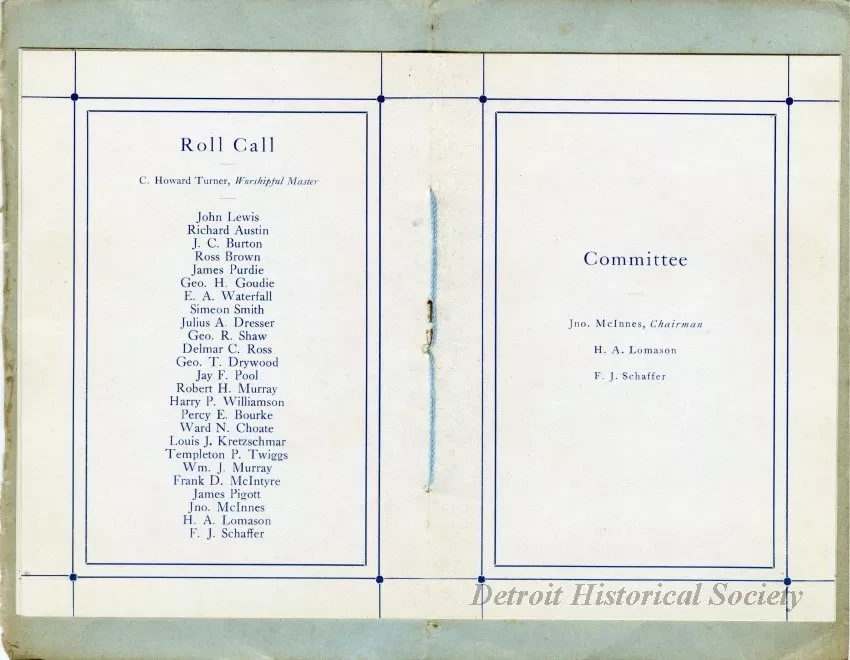 Roll Call
C. Howard Turner, Worshipful Master
John Lewis
Richard Austin
J. C. Burton
Ross Brown
James Purdie
Geo. H. Goudie
E. A. Waterfall
Simeon Smith
Julius A. Dresser
Geo. R. Shaw
Delmar C. Ross
Geo. T. Drywood
Jay F. Pool
Robert H. Murray
Harry P. Williamson
Percy E. Bourke
Ward N. Choate
Louis J. Kretzschmar
Templeton P. Twiggs
Wm. J. Murray
Frank D. McIntyre
James Pigott
Jno. McInnes
H. A. Lomason
F. J. Schaffer
Committee
Jno. McInnes, Chairman
H. A. Lomason
F. J. Schaffer
Detroit Historical Society